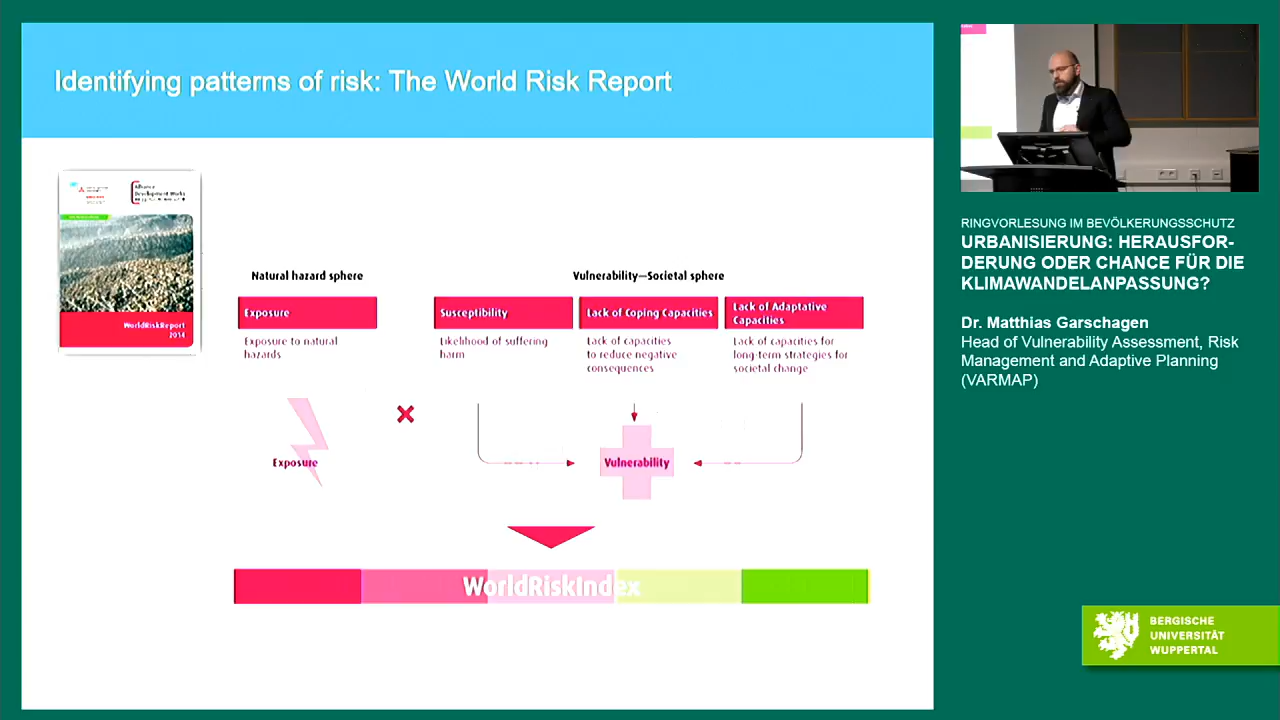 Identifying patterns of risk: The World Risk Report
Alliance
Development Works
WorldRiskReport
2014
Natural hazard sphere
Vulnerability—Societal sphere
Exposure
Susceptibility
Lack of Coping Capacities
Lack of Adaptative
Capacities
Exposure to natural
hazards
Likelihood of suffering
harm
Lack of capacities
to reduce negative
consequences
Lack of capacities for
long-term strategies for
societal change
Exposure
Vulnerability
WorldRiskIndex
RINGVORLESUNG IM BEVÖLKERUNGSSCHUTZ
URBANISIERUNG: HERAUSFOR-
DERUNG ODER CHANCE FÜR DIE
KLIMAWANDELANPASSUNG?
Dr. Matthias Garschagen
Head of Vulnerability Assessment, Risk
Management and Adaptive Planning
(VARMAP)
BERGISCHE
UNIVERSITÄT
WUPPERTAL